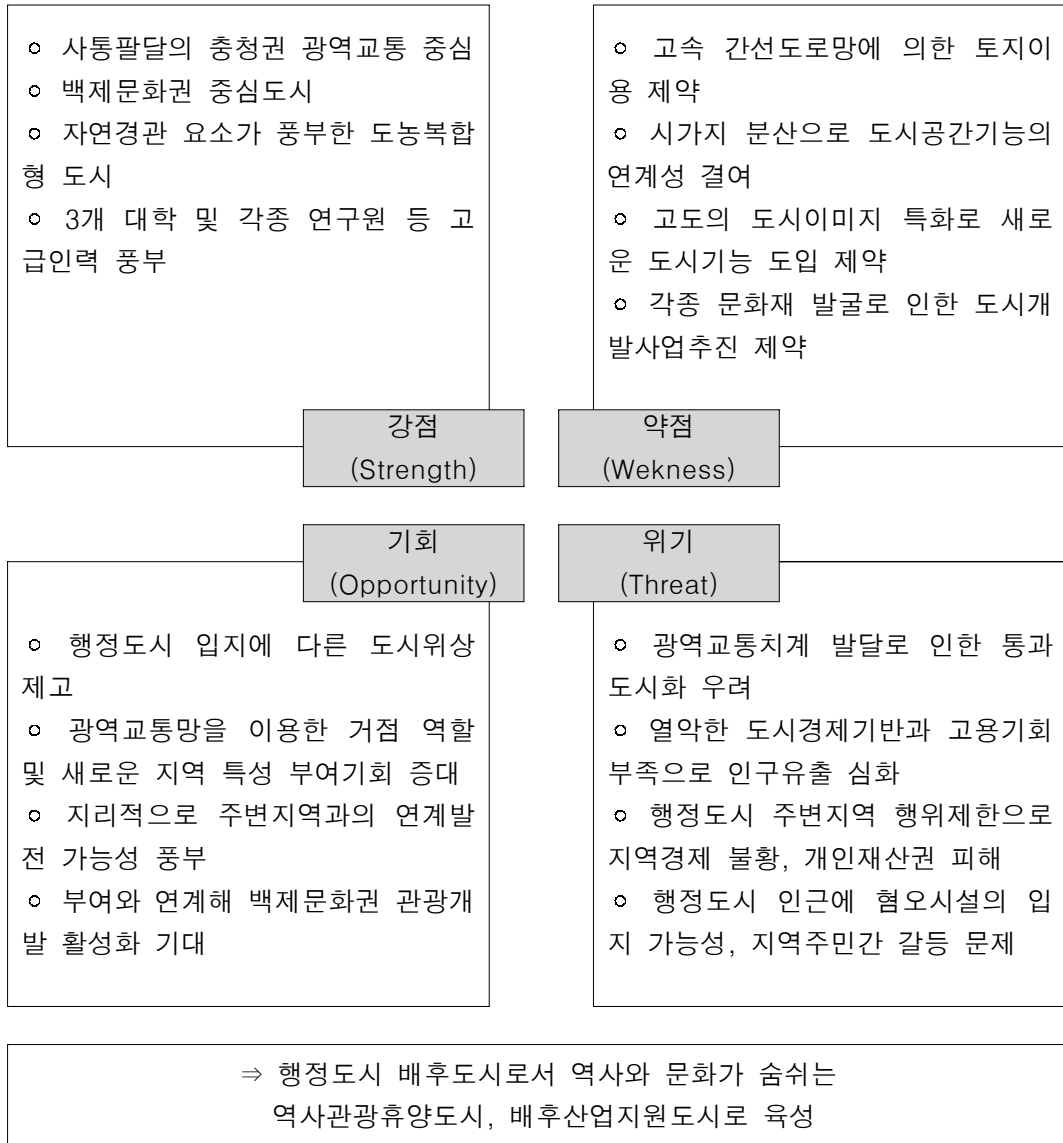 ∘ 사통팔달의 충청권 광역교통 중심
∘ 백제문화권 중심도시
∘ 자연경관 요소가 풍부한 도농복합
형 도시
∘ 3개 대학 및 각종 연구원 등 고
급인력 풍부
강점
(Strength)
∘ 고속 간선도로망에 의한 토지이
용 제약
∘ 시가지 분산으로 도시공간기능의
연계성 결여
∘ 고도의 도시이미지 특화로 새로
운 도시기능 도입 제약
∘ 각종 문화재 발굴로 인한 도시개
발사업추진 제약
약점
(Wekness)
기회
(Opportunity)
∘ 행정도시 입지에 다른 도시위상
제고
∘ 광역교통망을 이용한 거점 역할
및 새로운 지역 특성 부여기회 증대
∘ 지리적으로 주변지역과의 연계발
전 가능성 풍부
∘ 부여와 연계해 백제문화권 관광개
발 활성화 기대
위기
(Threat)
∘ 광역교통치계 발달로 인한 통과
도시화 우려
∘ 열악한 도시경제기반과 고용기회
부족으로 인구유출 심화
∘ 행정도시 주변지역 행위제한으로
지역경제 불황, 개인재산권 피해
∘ 행정도시 인근에 혐오시설의 입
지 가능성, 지역주민간 갈등 문제
⇒ 행정도시 배후도시로서 역사와 문화가 숨쉬는
역사관광휴양도시, 배후산업지원도시로 육성